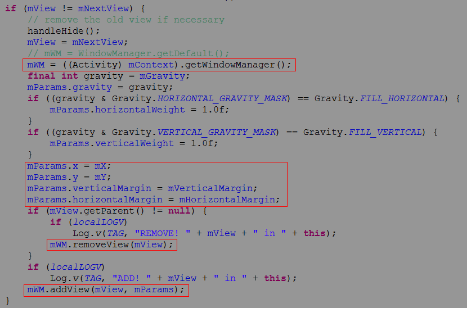 if (mView != mNextView) {
// remove the old view if necessary
handleHide();
mView = mNextView;
// mWM = WindowManager.getDefault();
mWM = ((Activity) mContext).getWindowManager();
final int gravity = mGravity;
mParams.gravity = gravity;
if ((gravity & Gravity.HORIZONTAL_GRAVITY_MASK) == Gravity.FILL_HORIZONTAL) {
mParams.horizontalWeight = 1.0f;
}
if ((gravity & Gravity.VERTICAL_GRAVITY_MASK) == Gravity.FILL_VERTICAL) {
mParams.verticalWeight = 1.0f;
}
mParams.x = mX;
mParams.y = mY;
mParams.verticalMargin = mVerticalMargin;
mParams.horizontalMargin = mHorizontalMargin;
if (mView.getParent() != null) {
if (localLOGV)
Log.v(TAG, "REMOVE! " + mView + " in " + this);
mWM.removeView(mView);
}
if (localLOGV)
Log.v(TAG, "ADD! " + mView + " in " + this);
mWM.addView(mView, mParams);
}